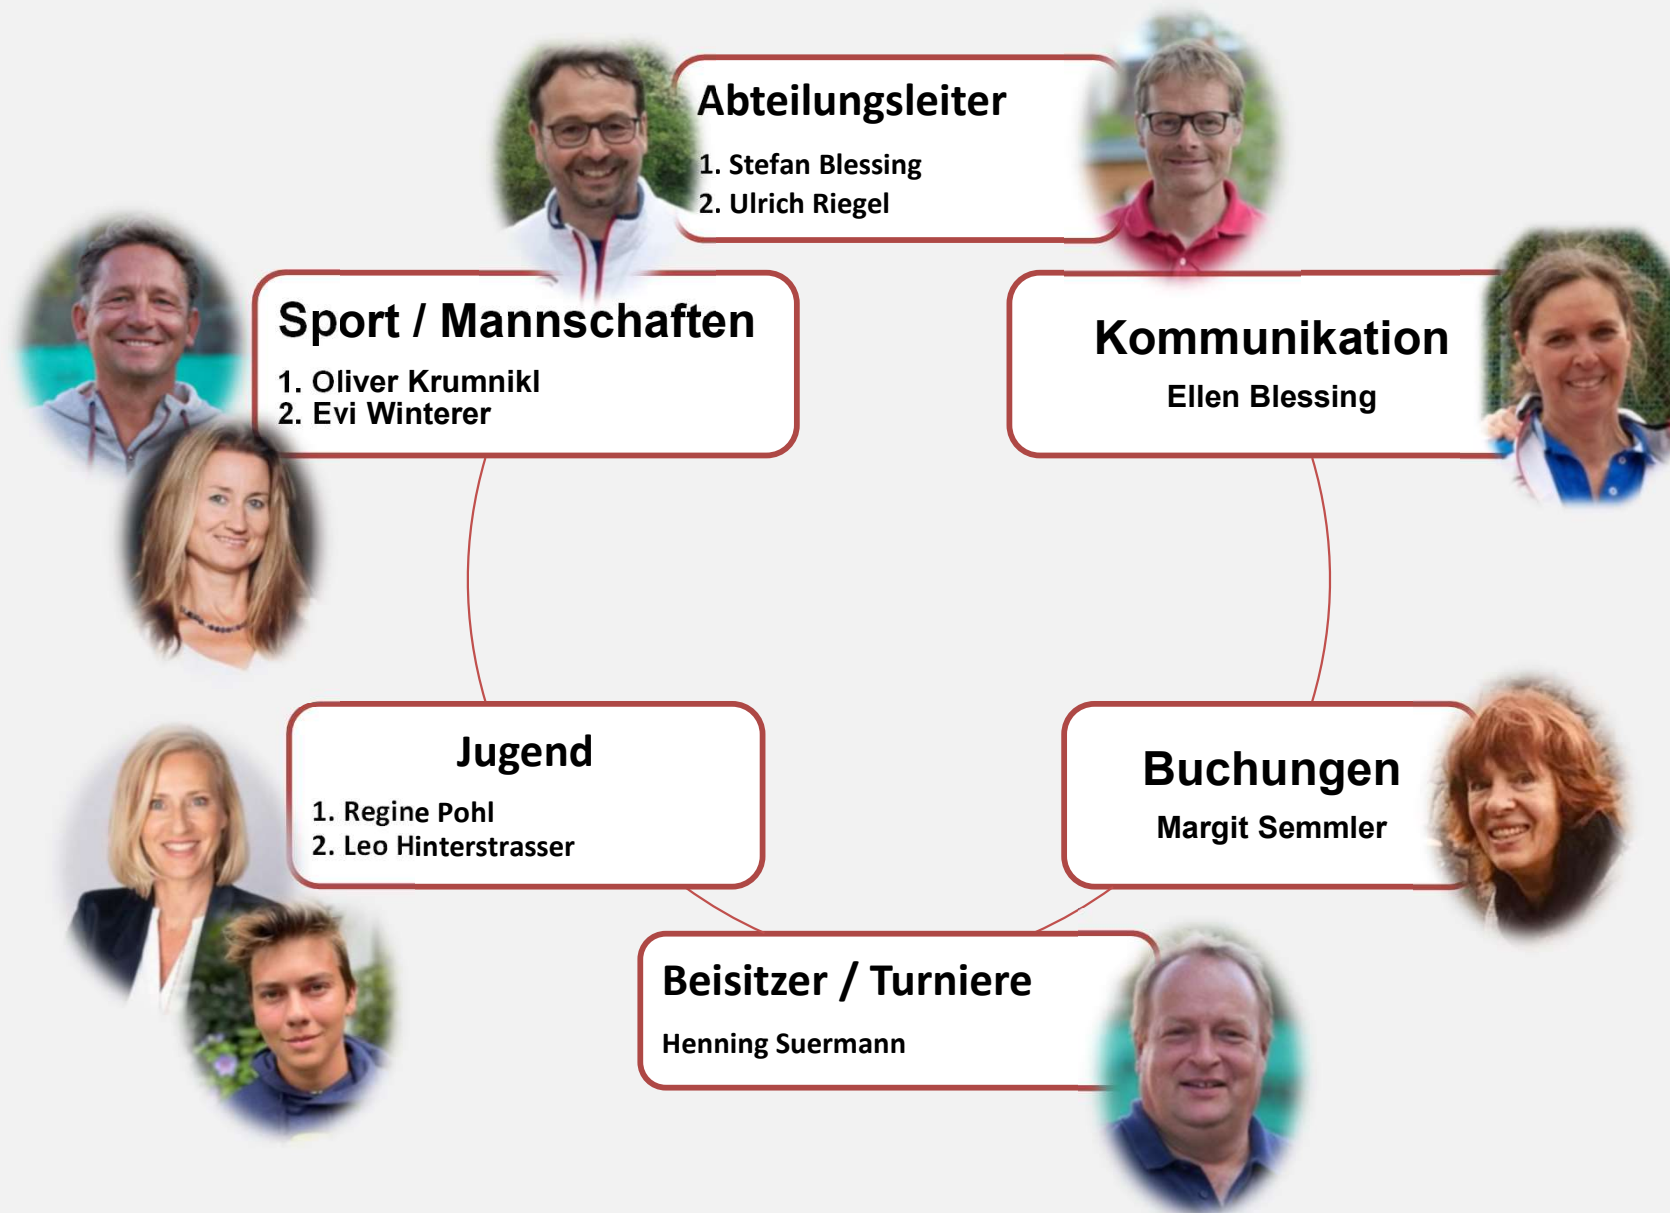 Abteilungsleiter
1. Stefan Blessing
2. Ulrich Riegel
Sport / Mannschaften
1. Oliver Krumnikl
2. Evi Winterer
Kommunikation
Ellen Blessing
Jugend
1. Regine Pohl
2. Leo Hinterstrasser
Buchungen
Margit Semmler
Beisitzer / Turniere
Henning Suermann